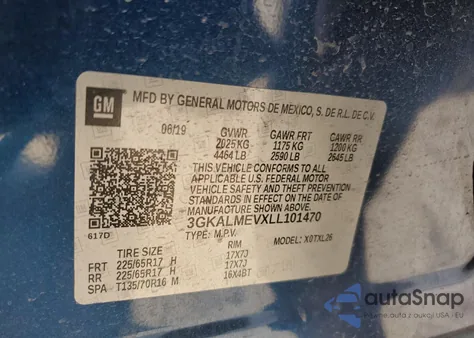 GM
MFD BY GENERAL MOTORS DE MEXICO, S. DE R.L. DE C.V.
06/19 GVWR GAWR FRT GAWR RR
2025 KG 1175 KG 1200 KG
4464 LB 2590 LB 2645 LB
THIS VEHICLE CONFORMS TO ALL
APPLICABLE U.S. FEDERAL MOTOR
VEHICLE SAFETY AND THEFT PREVENTION
STANDARDS IN EFFECT ON THE DATE OF
MANUFACTURE SHOWN ABOVE.
3GKALMEVXLL101470
617D
TYPE: M.P.V. MODEL: X0TXL26
TIRE SIZE RIM
FRT 225/65R17 H 17X7J
RR 225/65R17 H 17X7J
SPA T135/70R16 M 16X4BT
autoSnap